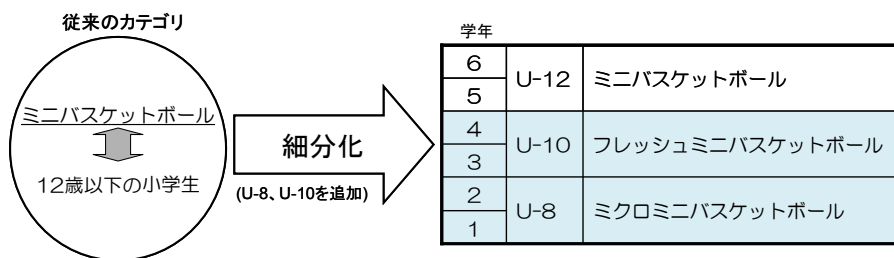 従来のカテゴリ
ミニバスケットボール
12歳以下の小学生
細分化
(U-8、U-10を追加)
学年
6
5
U-12 ミニバスケットボール
4
3
U-10 フレッシュミニバスケットボール
2
1
U-8 ミクロミニバスケットボール